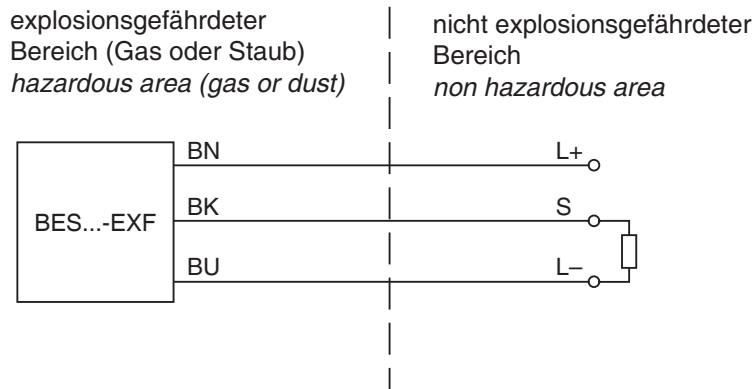 explosionsgefährdeter
Bereich (Gas oder Staub)
hazardous area (gas or dust)
nicht explosionsgefährdeter
Bereich
non hazardous area
BN
L+
BES...-EXF
BK
S
BU
L–